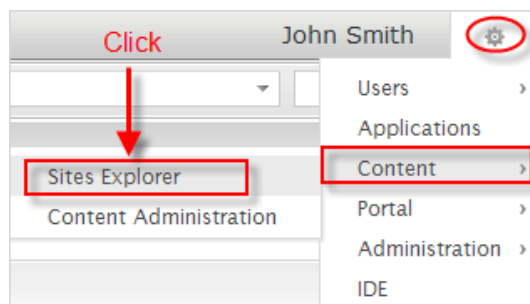 Click
John Smith
Users
Applications
Content
Portal
Administration
IDE
Sites Explorer
Content Administration